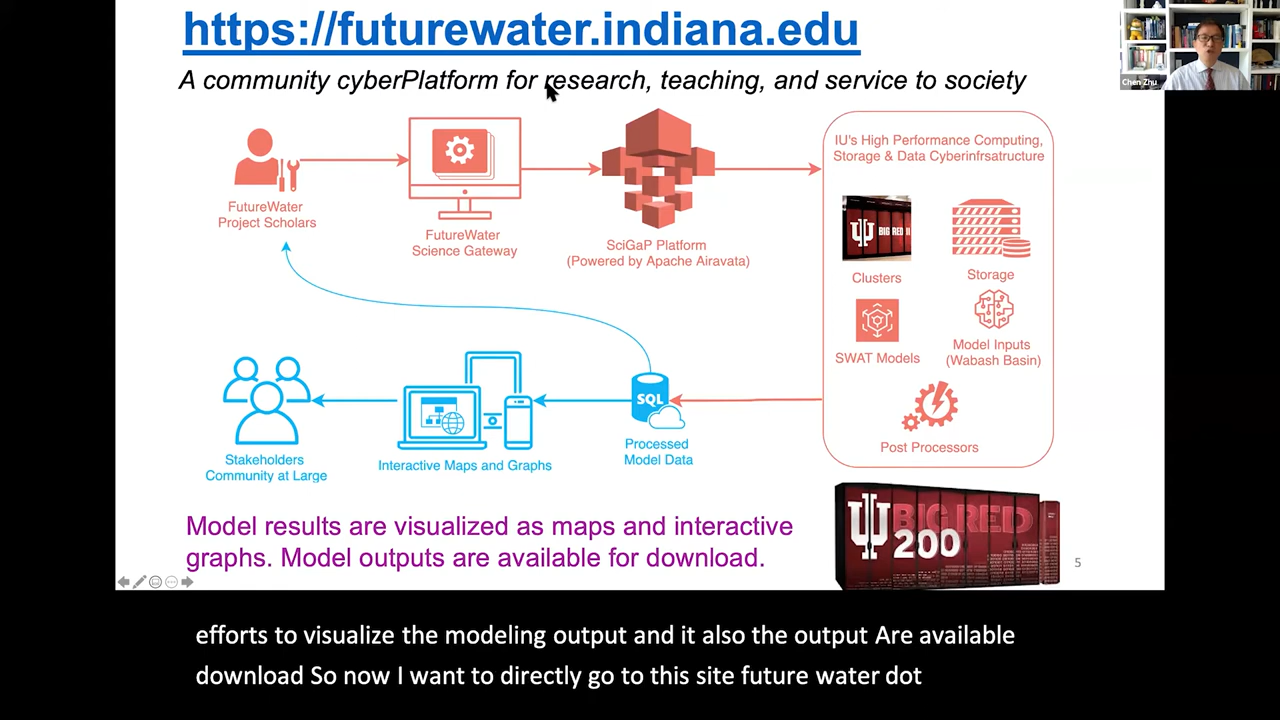 https://futurewater.indiana.edu
A community cyberPlatform for research, teaching, and service to society
Chen Zhu
FutureWater
Project Scholars
FutureWater
Science Gateway
SciGaP Platform
(Powered by Apache Airavata)
IU's High Performance Computing,
Storage & Data Cyberinfrsatructure
BIG RED II
Clusters
Storage
SWAT Models
Model Inputs
(Wabash Basin)
Post Processors
SQL
Processed
Model Data
Interactive Maps and Graphs
Stakeholders
Community at Large
Model results are visualized as maps and interactive
graphs. Model outputs are available for download.
BIG RED
200
5
efforts to visualize the modeling output and it also the output Are available
download So now I want to directly go to this site future water dot